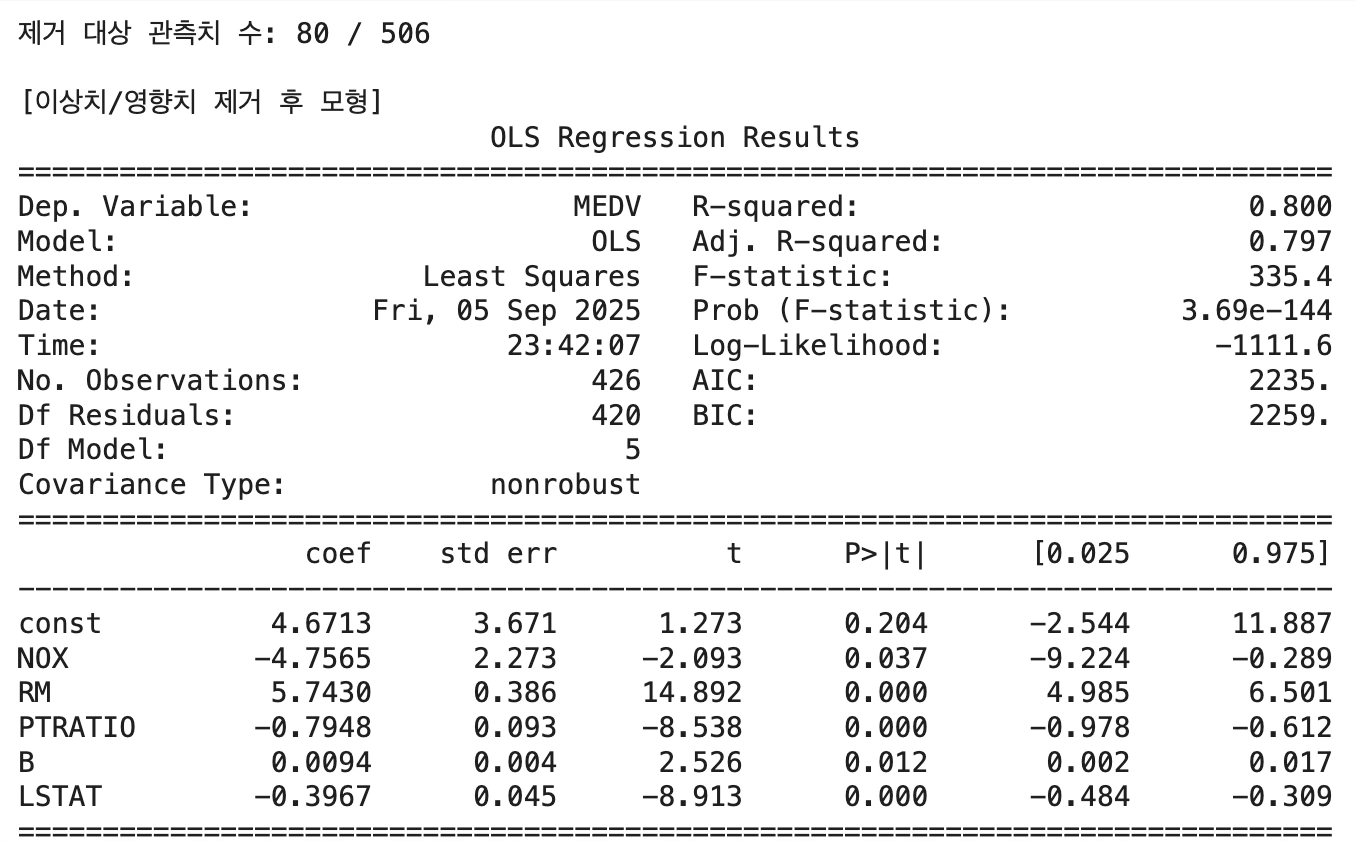 제거 대상 관측치 수: 80 / 506
[이상치/영향치 제거 후 모형]
OLS Regression Results
==============================================================================
Dep. Variable: MEDV R-squared: 0.800
Model: OLS Adj. R-squared: 0.797
Method: Least Squares F-statistic: 335.4
Date: Fri, 05 Sep 2025 Prob (F-statistic): 3.69e-144
Time: 23:42:07 Log-Likelihood: -1111.6
No. Observations: 426 AIC: 2235.
Df Residuals: 420 BIC: 2259.
Df Model: 5
Covariance Type: nonrobust
==============================================================================
coef std err t P>|t| [0.025 0.975]
------------------------------------------------------------------------------
const 4.6713 3.671 1.273 0.204 -2.544 11.887
NOX -4.7565 2.273 -2.093 0.037 -9.224 -0.289
RM 5.7430 0.386 14.892 0.000 4.985 6.501
PTRATIO -0.7948 0.093 -8.538 0.000 -0.978 -0.612
B 0.0094 0.004 2.526 0.012 0.002 0.017
LSTAT -0.3967 0.045 -8.913 0.000 -0.484 -0.309
==============================================================================